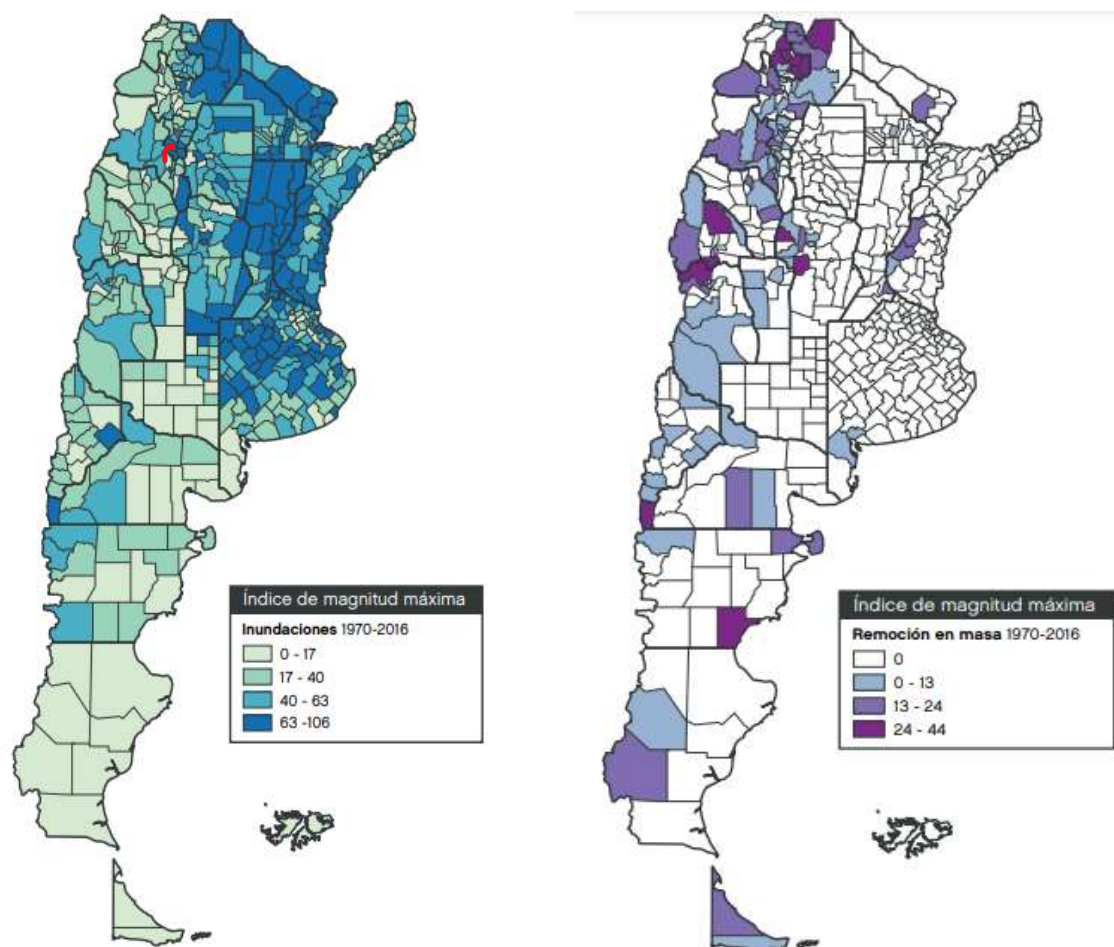 Índice de magnitud máxima
Inundaciones 1970-2016
0 - 17
17 - 40
40 - 63
63 -106
Índice de magnitud máxima
Remoción en masa 1970-2016
0
0 - 13
13 - 24
24 - 44